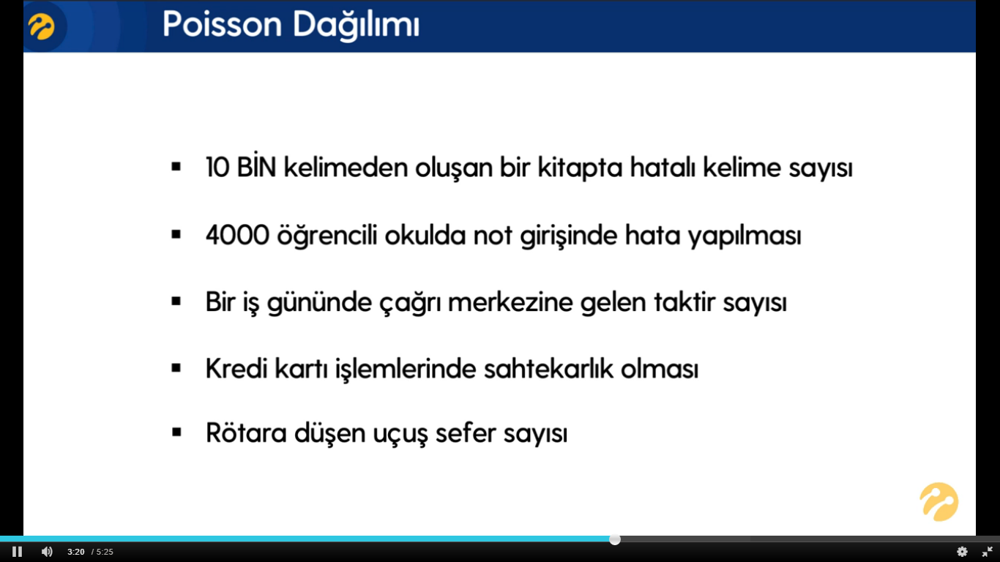 Poisson Dağılımı
▪ 10 BİN kelimeden oluşan bir kitapta hatalı kelime sayısı
▪ 4000 öğrencili okulda not girişinde hata yapılması
▪ Bir iş gününde çağrı merkezine gelen taktir sayısı
▪ Kredi kartı işlemlerinde sahtekarlık olması
▪ Rötara düşen uçuş sefer sayısı
3:20 / 5:25